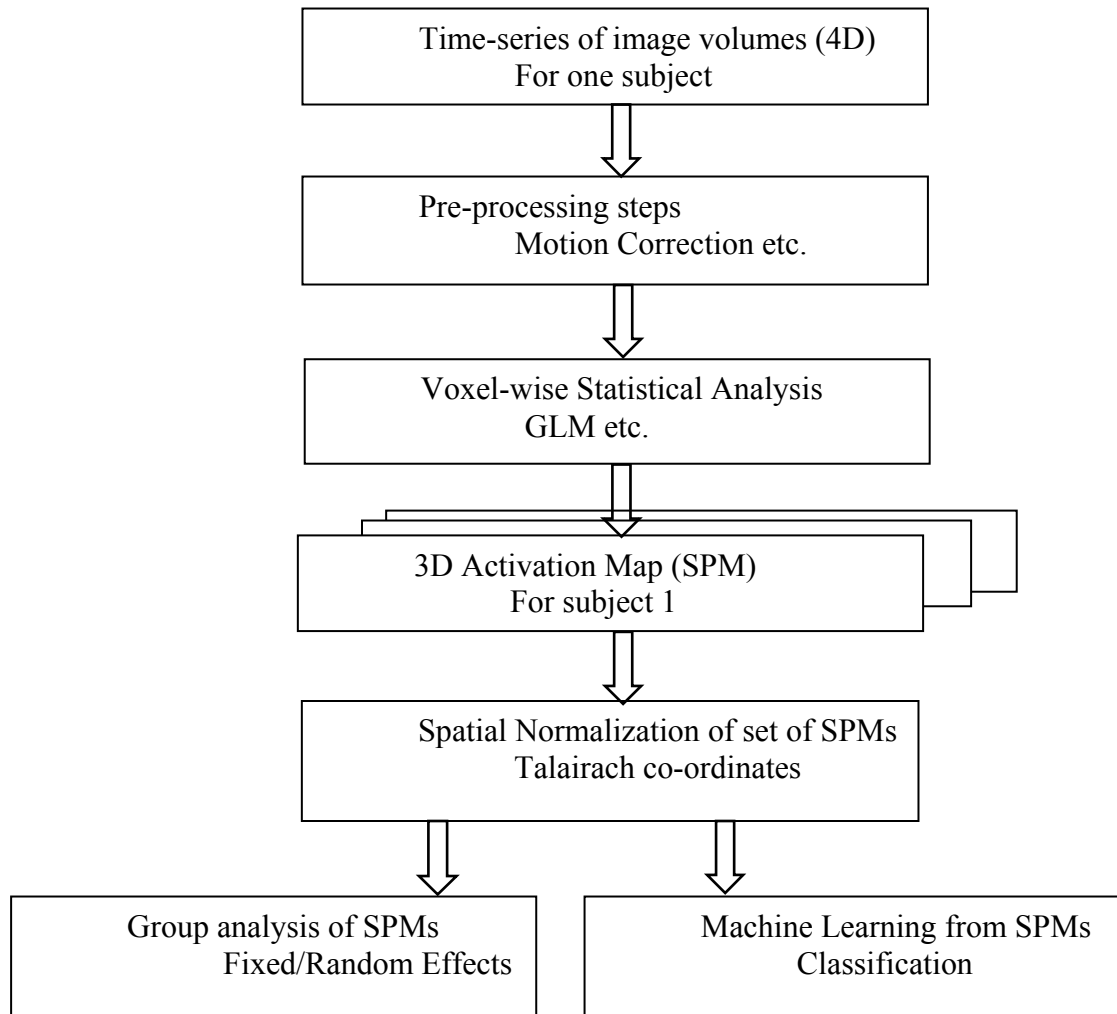 Time-series of image volumes (4D)
For one subject
Pre-processing steps
Motion Correction etc.
Voxel-wise Statistical Analysis
GLM etc.
3D Activation Map (SPM)
For subject 1
Spatial Normalization of set of SPMs
Talairach co-ordinates
Group analysis of SPMs
Fixed/Random Effects
Machine Learning from SPMs
Classification